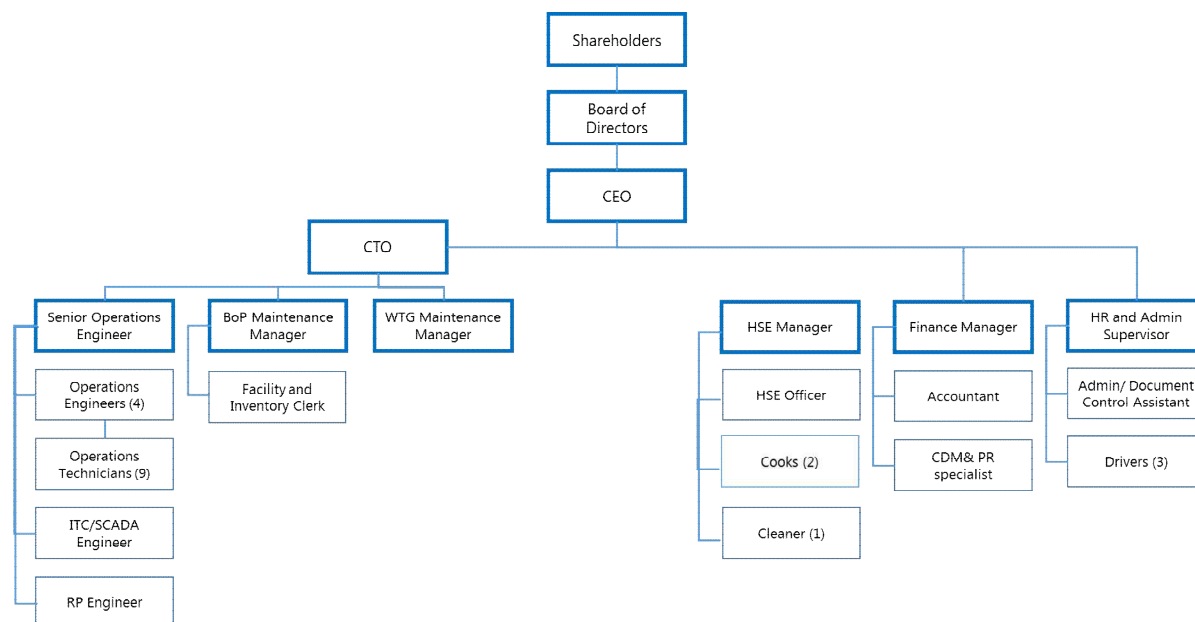 Shareholders
Board of
Directors
CEO
CTO
Senior Operations
Engineer
BoP Maintenance
Manager
WTG Maintenance
Manager
HSE Manager
Finance Manager
HR and Admin
Supervisor
Operations
Engineers (4)
Facility and
Inventory Clerk
HSE Officer
Accountant
Admin/ Document
Control Assistant
Operations
Technicians (9)
Cooks (2)
CDM& PR
specialist
Drivers (3)
ITC/SCADA
Engineer
Cleaner (1)
RP Engineer